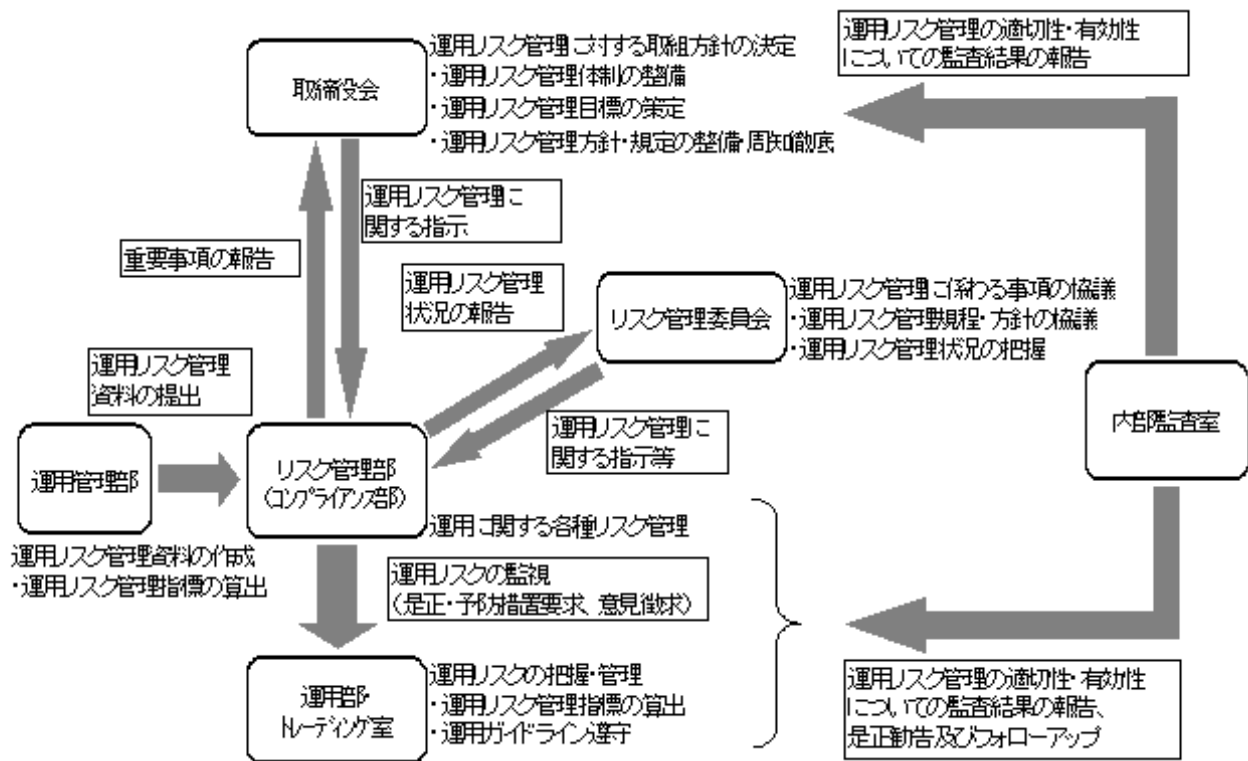 取締役会
運用リスク管理に対する取組方針の決定
・運用リスク管理体制の整備
・運用リスク管理目標の策定
・運用リスク管理方針・規定の整備・周知徹底
運用リスク管理の適切性・有効性
についての監査結果の報告
運用リスク管理に
関する指示
重要事項の報告
運用リスク管理
状況の報告
リスク管理委員会
運用リスク管理に係わる事項の協議
・運用リスク管理規程・方針の協議
・運用リスク管理状況の把握
運用リスク管理
資料の提出
内部監査室
運用リスク管理に
関する指示等
運用管理部
リスク管理部
（コンプライアンス部）
運用リスク管理資料の作成
・運用リスク管理指標の算出
運用に関する各種リスク管理
運用リスクの監視
（是正・予防措置要求、意見徴求）
運用部・
トレーディング室
運用リスクの把握・管理
・運用リスク管理指標の算出
・運用ガイドライン遵守
運用リスク管理の適切性・有効性
についての監査結果の報告、
是正勧告及びフォローアップ